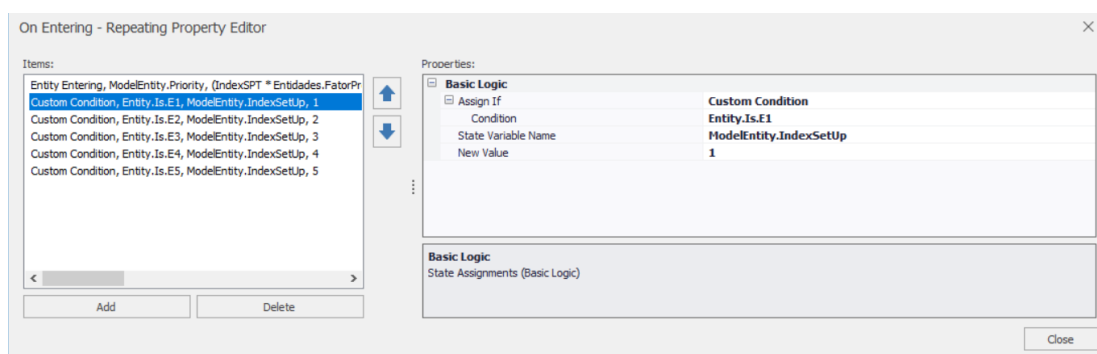 On Entering - Repeating Property Editor
Items:
Entity Entering, ModelEntity.Priority, (IndexSPT * Entidades.FatorPr
Custom Condition, Entity.Is.E1, ModelEntity.IndexSetUp, 1
Custom Condition, Entity.Is.E2, ModelEntity.IndexSetUp, 2
Custom Condition, Entity.Is.E3, ModelEntity.IndexSetUp, 3
Custom Condition, Entity.Is.E4, ModelEntity.IndexSetUp, 4
Custom Condition, Entity.Is.E5, ModelEntity.IndexSetUp, 5
Add Delete
Properties:
Basic Logic
Assign If Custom Condition
Condition Entity.Is.E1
State Variable Name ModelEntity.IndexSetUp
New Value 1
Basic Logic
State Assignments (Basic Logic)
Close